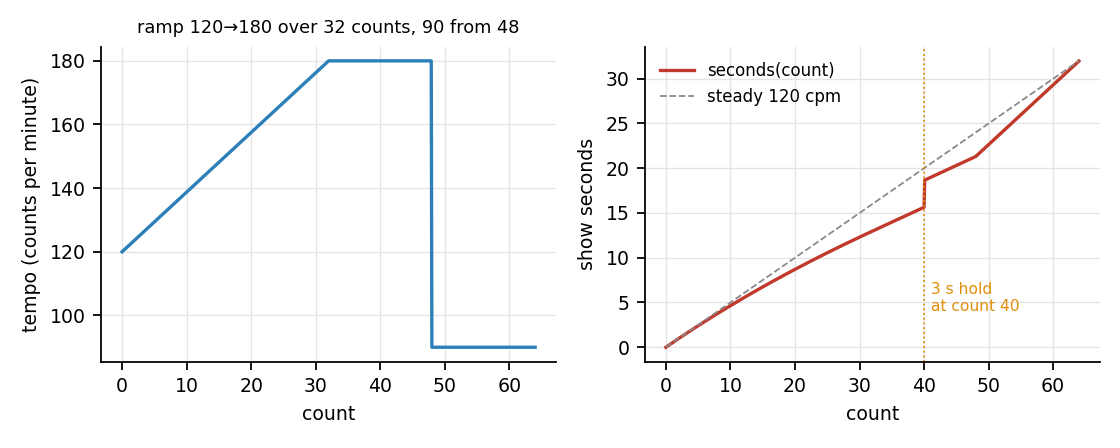 ramp 120→180 over 32 counts, 90 from 48
tempo (counts per minute)
180
160
140
120
100
0 10 20 30 40 50 60
count
show seconds
30
25
20
15
10
5
0
seconds(count)
steady 120 cpm
3 s hold
at count 40
0 10 20 30 40 50 60
count